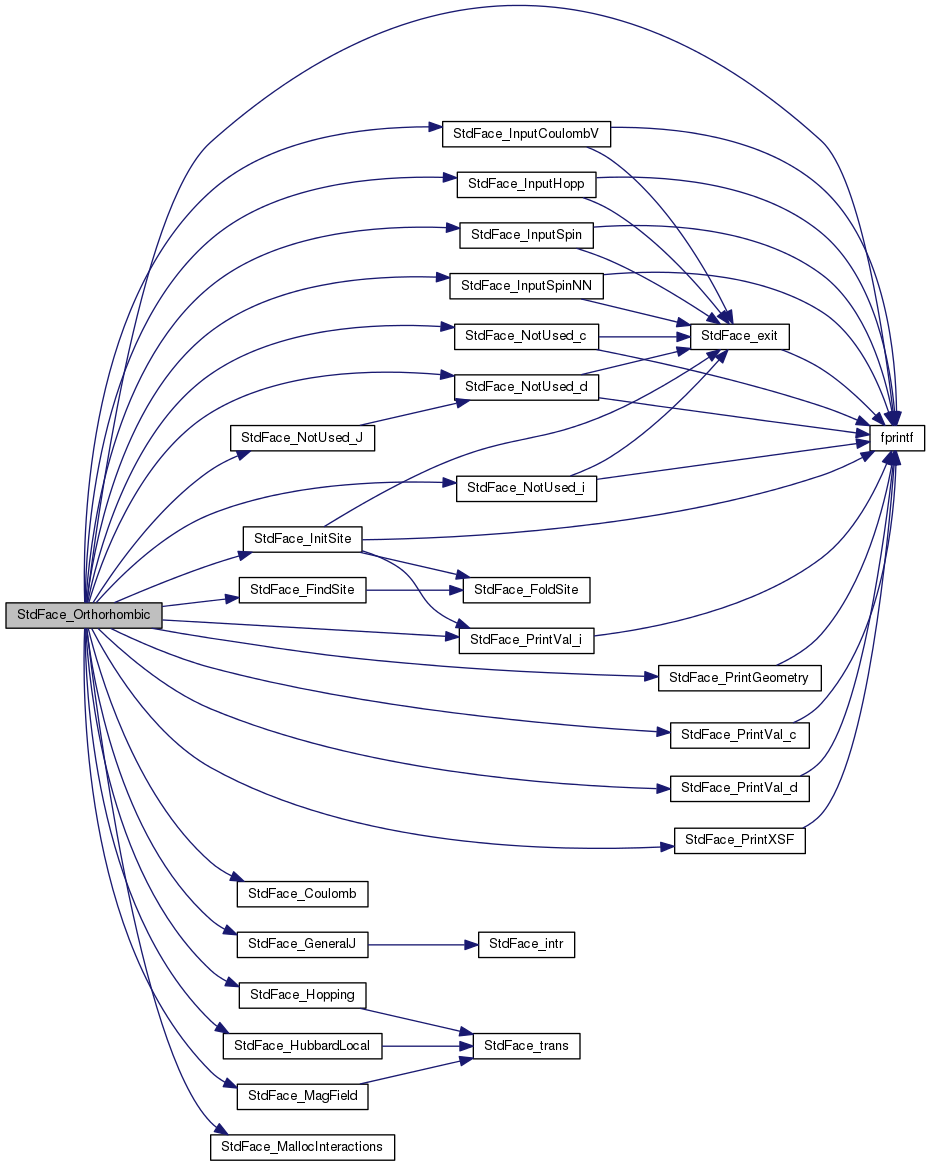 StdFace_InputCoulombV
StdFace_InputHopp
StdFace_InputSpin
StdFace_InputSpinNN
StdFace_NotUsed_c
StdFace_exit
StdFace_NotUsed_d
StdFace_NotUsed_J
fprintf
StdFace_NotUsed_i
StdFace_InitSite
StdFace_FindSite
StdFace_FoldSite
StdFace_Orthorhombic
StdFace_PrintVal_i
StdFace_PrintGeometry
StdFace_PrintVal_c
StdFace_PrintVal_d
StdFace_PrintXSF
StdFace_Coulomb
StdFace_GeneralJ
StdFace_intr
StdFace_Hopping
StdFace_HubbardLocal
StdFace_trans
StdFace_MagField
StdFace_MallocInteractions